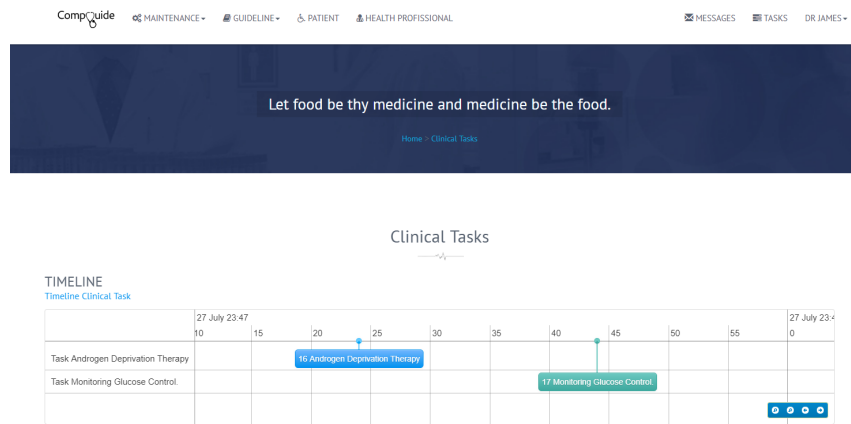 CompGuide MAINTENANCE GUIDELINE PATIENT HEALTH PROFISSIONAL MESSAGES TASKS DR JAMES
Let food be thy medicine and medicine be the food.
Home > Clinical Tasks
Clinical Tasks
TIMELINE
Timeline Clinical Task
27 July 23:47 27 July 23:4
10 15 20 25 30 35 40 45 50 55 0
Task Androgen Deprivation Therapy 16 Androgen Deprivation Therapy
Task Monitoring Glucose Control. 17 Monitoring Glucose Control.